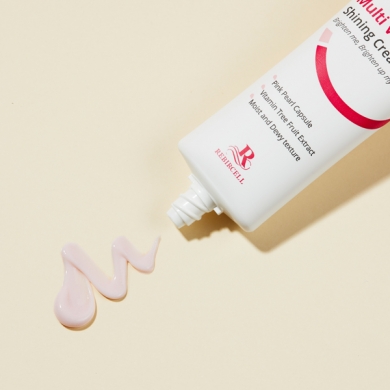 Multi
Shining Crea
Brighten me, Brighten up my
* Pink Pearl Capsule
* Vitamin Tree Fruit Extract
* Moist and Dewy texture
R
REBIRCELL